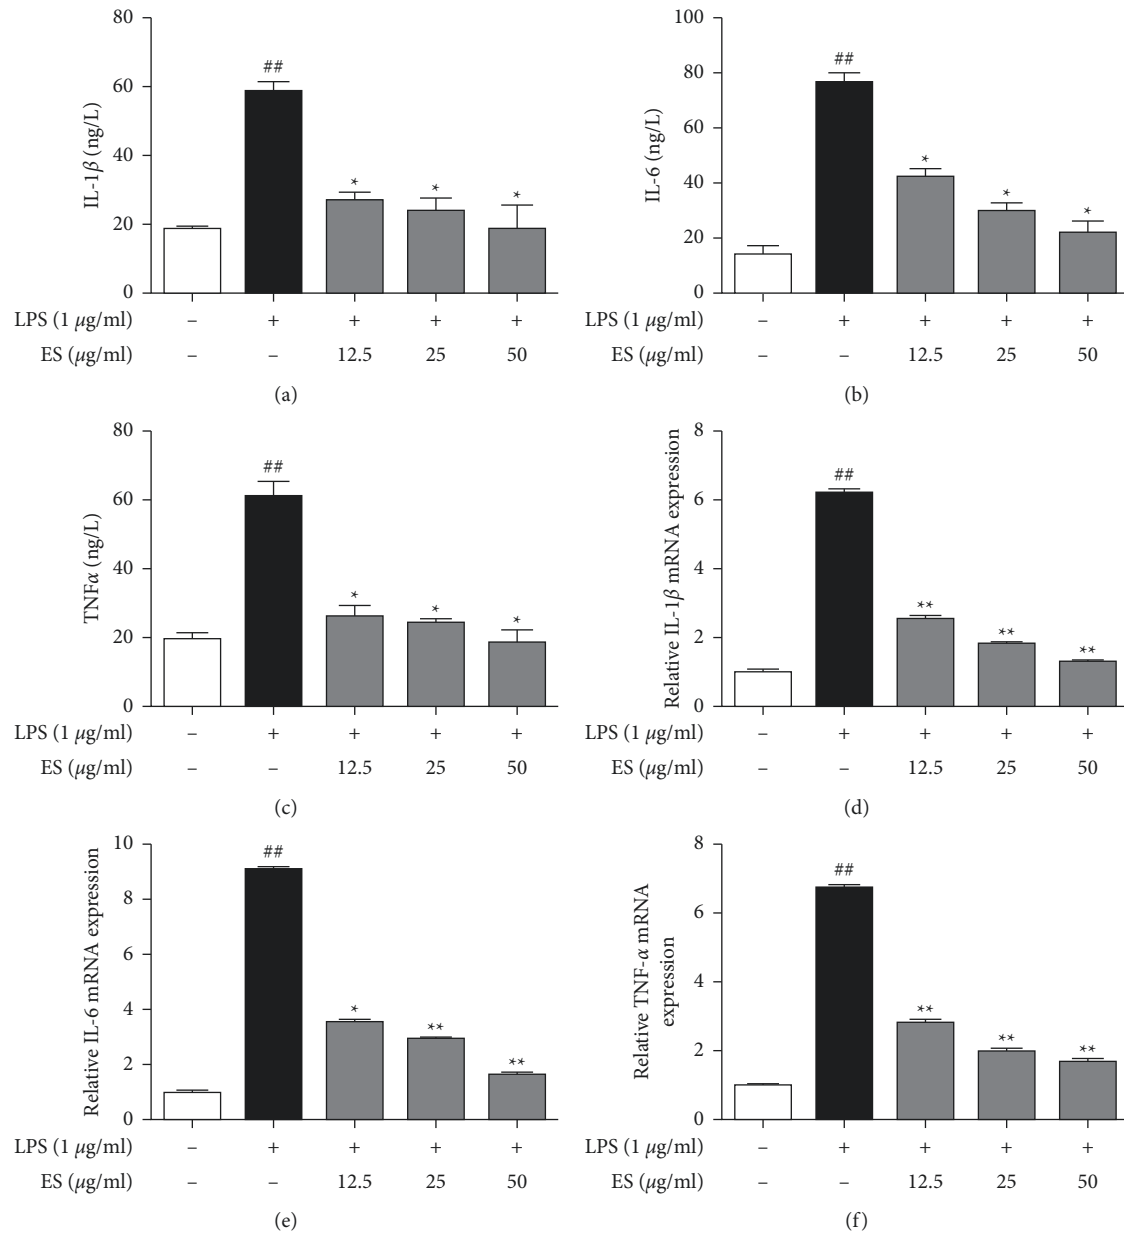 80
60
40
20
0
IL-1β (ng/L)
##
*
*
*
LPS (1 μg/ml) – + + + +
ES (μg/ml) – – 12.5 25 50
(a)
100
80
60
40
20
0
IL-6 (ng/L)
##
*
*
*
LPS (1 μg/ml) – + + + +
ES (μg/ml) – – 12.5 25 50
(b)
80
60
40
20
0
TNFα (ng/L)
##
*
*
*
LPS (1 μg/ml) – + + + +
ES (μg/ml) – – 12.5 25 50
(c)
8
6
4
2
0
Relative IL-1β mRNA expression
##
**
**
**
LPS (1 μg/ml) – + + + +
ES (μg/ml) – – 12.5 25 50
(d)
10
8
6
4
2
0
Relative IL-6 mRNA expression
##
*
**
**
LPS (1 μg/ml) – + + + +
ES (μg/ml) – – 12.5 25 50
(e)
8
6
4
2
0
Relative TNF-α mRNA
expression
##
**
**
**
LPS (1 μg/ml) – + + + +
ES (μg/ml) – – 12.5 25 50
(f)